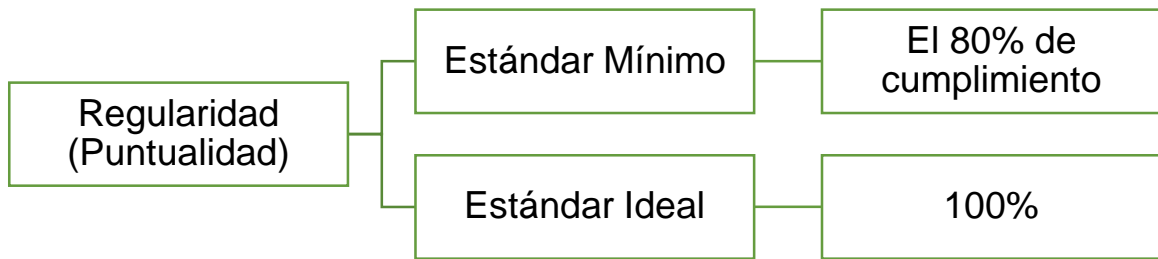 Regularidad
(Puntualidad)
Estándar Mínimo
El 80% de
cumplimiento
Estándar Ideal
100%